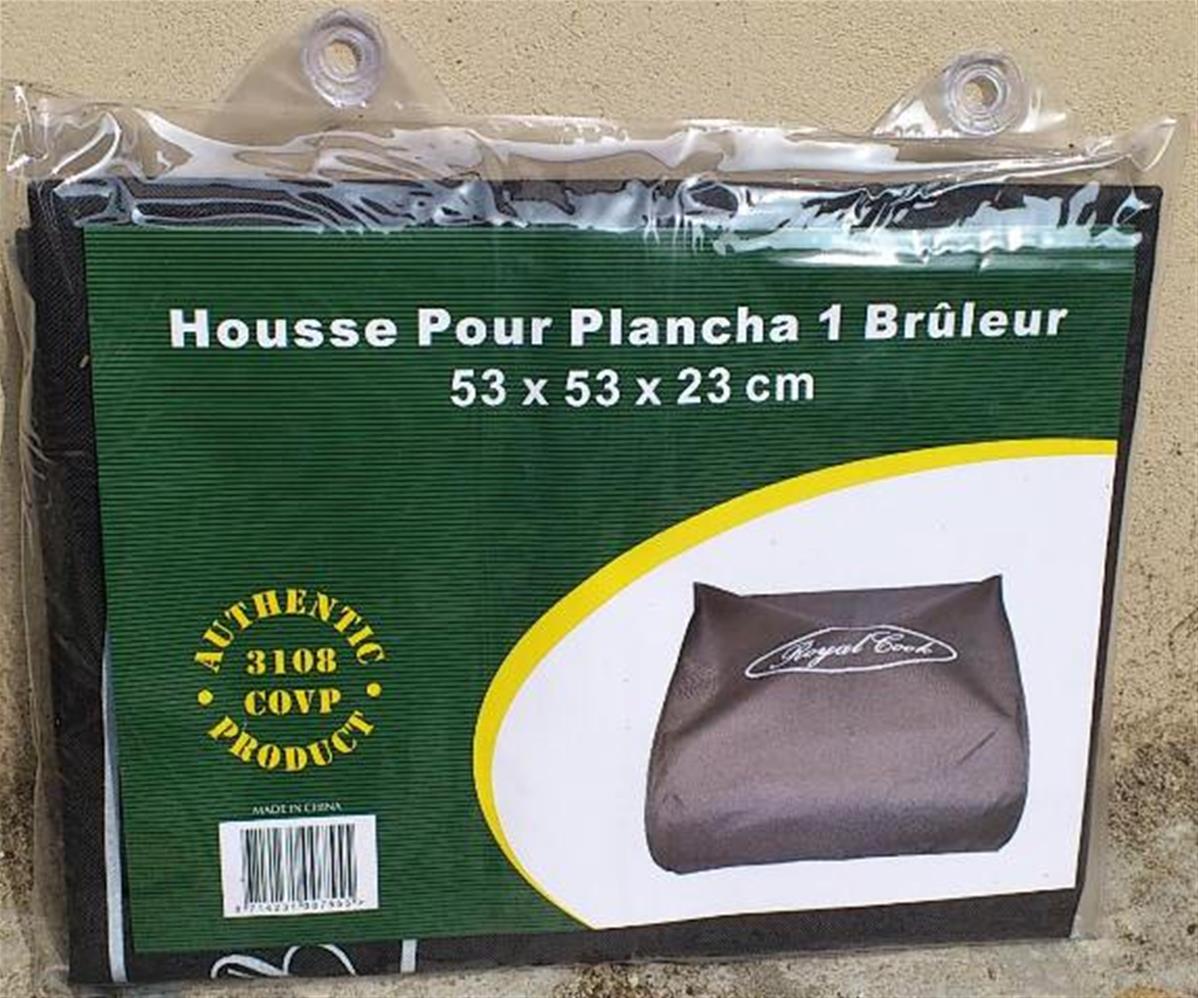 Housse Pour Plancha 1 Brûleur
53 x 53 x 23 cm
Royal Cook
AUTHENTIC
3108
COVP
PRODUCT
MADE IN CHINA